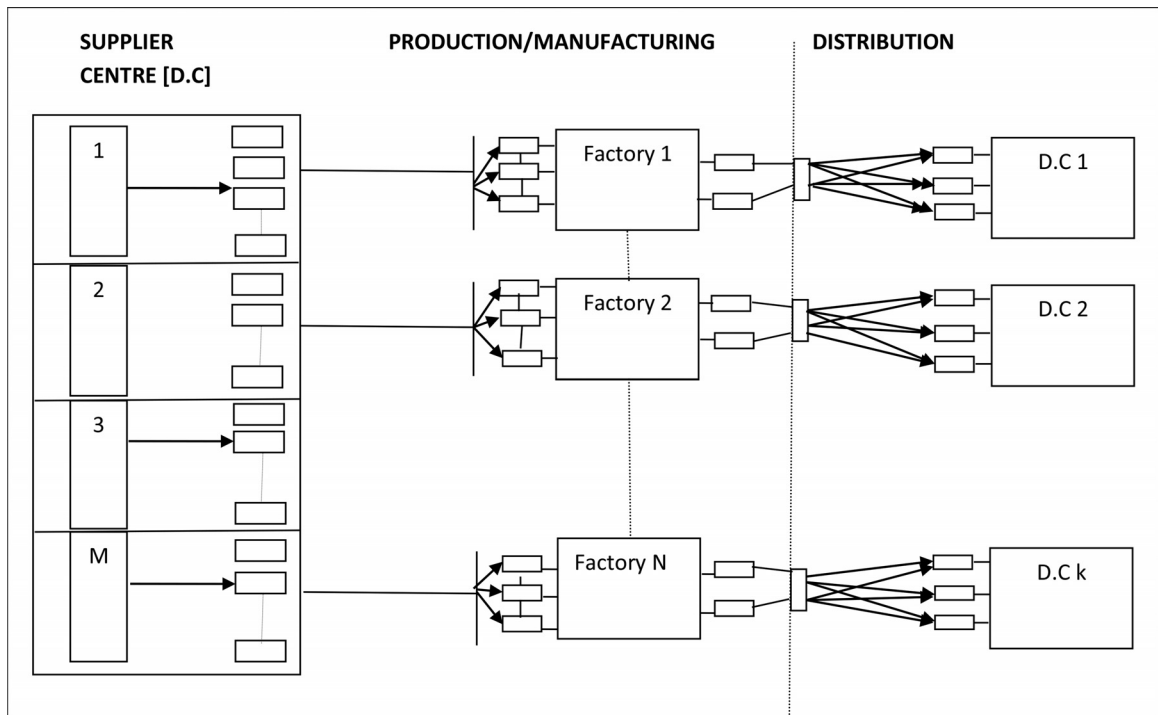 SUPPLIER
CENTRE [D.C]
PRODUCTION/MANUFACTURING
DISTRIBUTION
1
Factory 1
D.C 1
2
Factory 2
D.C 2
3
M
Factory N
D.C k